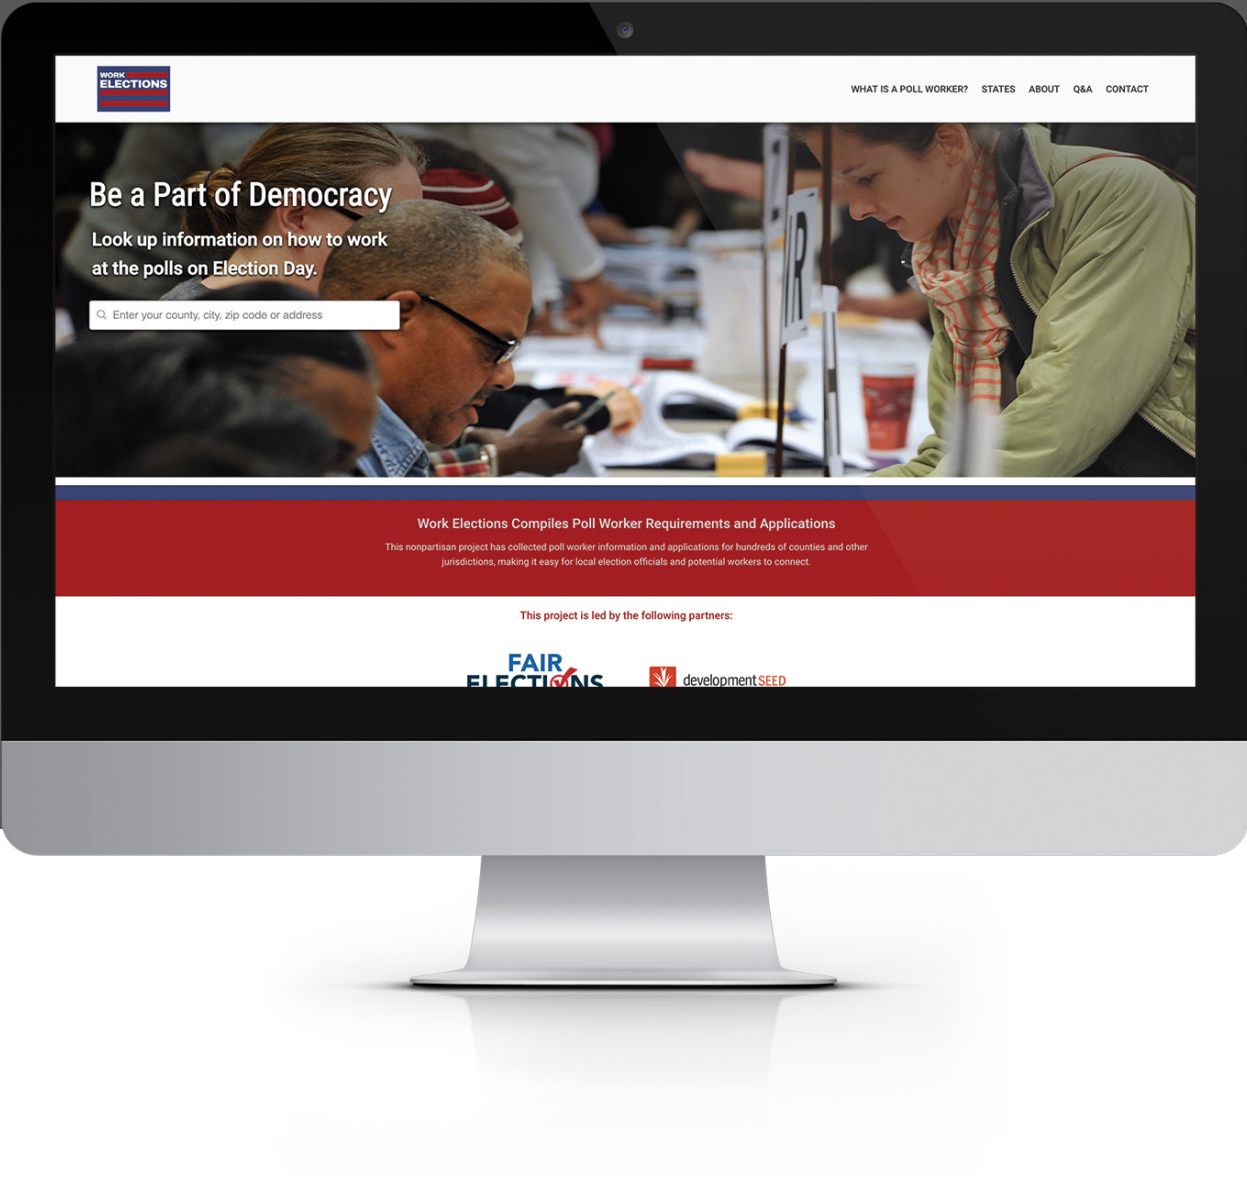 WORK
ELECTIONS
WHAT IS A POLL WORKER? STATES ABOUT Q&A CONTACT
Be a Part of Democracy
Look up information on how to work
at the polls on Election Day.
Enter your county, city, zip code or address
R
Work Elections Compiles Poll Worker Requirements and Applications
This nonpartisan project has collected poll worker information and applications for hundreds of counties and other
jurisdictions, making it easy for local election officials and potential workers to connect.
This project is led by the following partners:
FAIR
ELECTIONS
developmentSEED